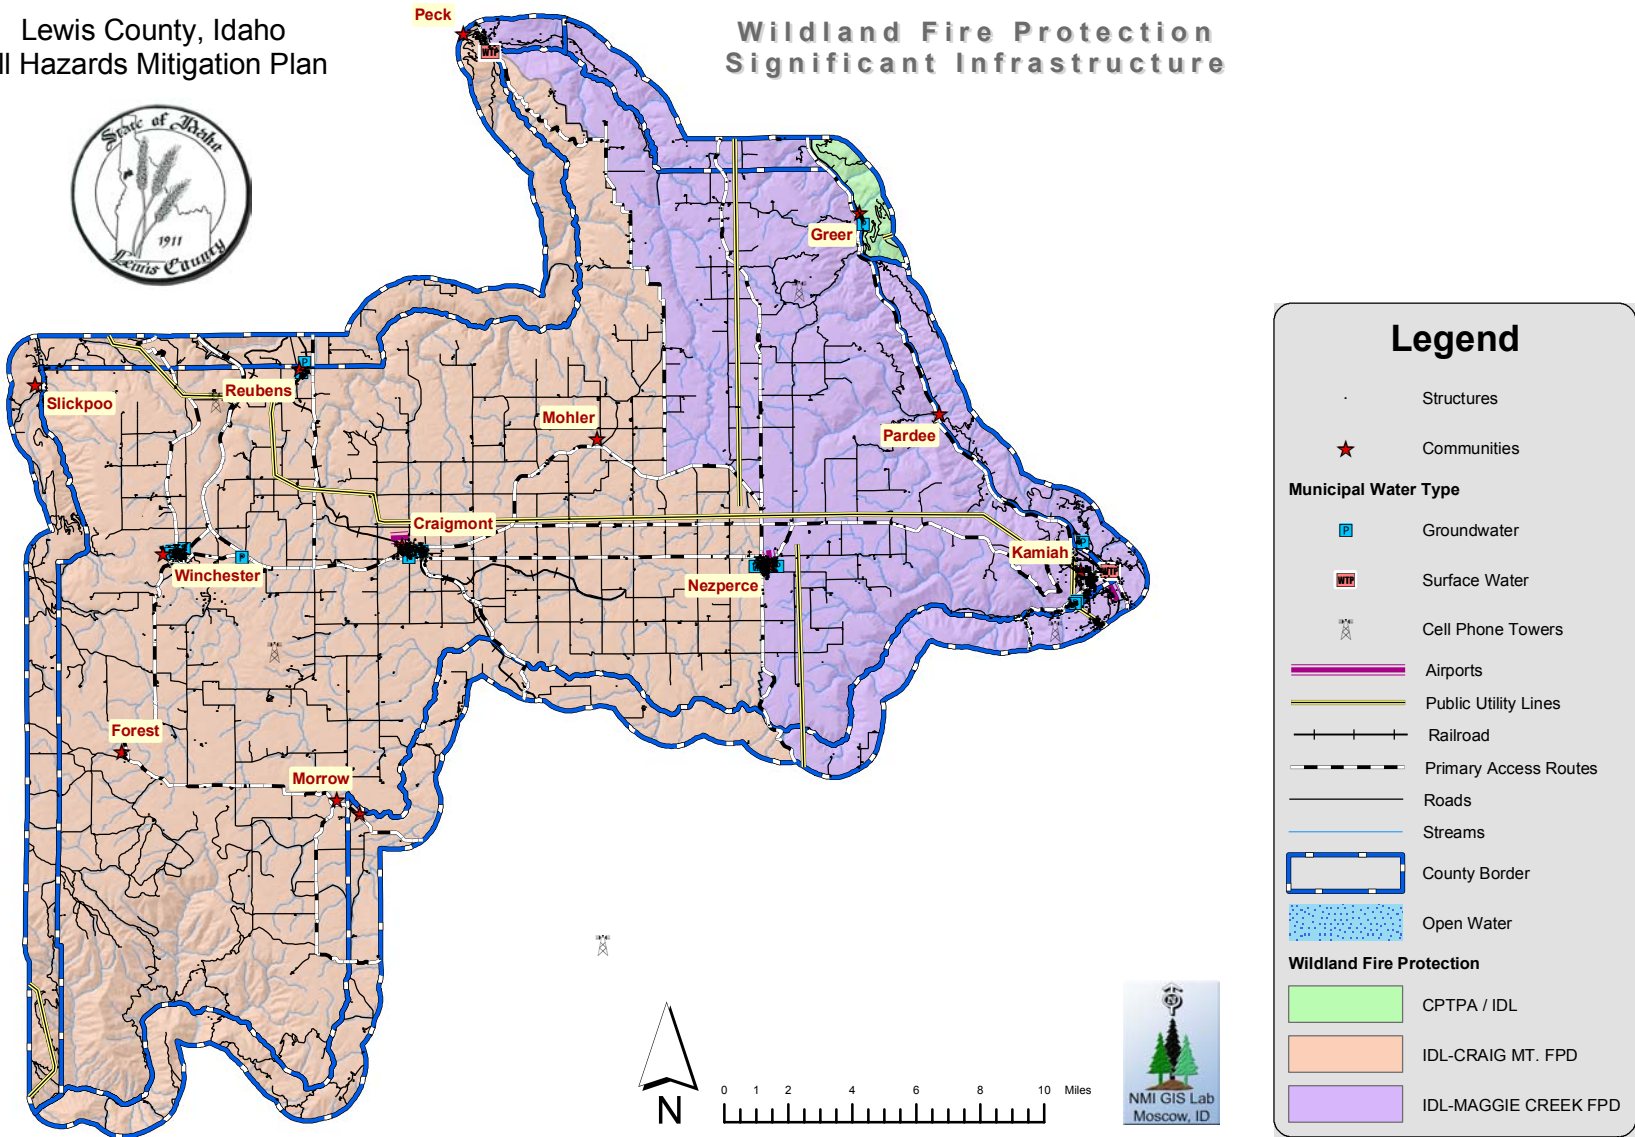 Lewis County, Idaho
ll Hazards Mitigation Plan
Wildland Fire Protection
Significant Infrastructure
State of Idaho
1911
Lewis County
Peck
WTP
Greer
P
Slickpoo
Reubens
P
Mohler
Pardee
Craigmont
Winchester
P
Nezperce
P
Kamiah
P
WTP
Forest
Morrow
N
0 1 2 4 6 8 10 Miles
N
NMI GIS Lab
Moscow, ID
Legend
Structures
Communities
Municipal Water Type
P Groundwater
WTP Surface Water
Cell Phone Towers
Airports
Public Utility Lines
Railroad
Primary Access Routes
Roads
Streams
County Border
Open Water
Wildland Fire Protection
CPTPA / IDL
IDL-CRAIG MT. FPD
IDL-MAGGIE CREEK FPD